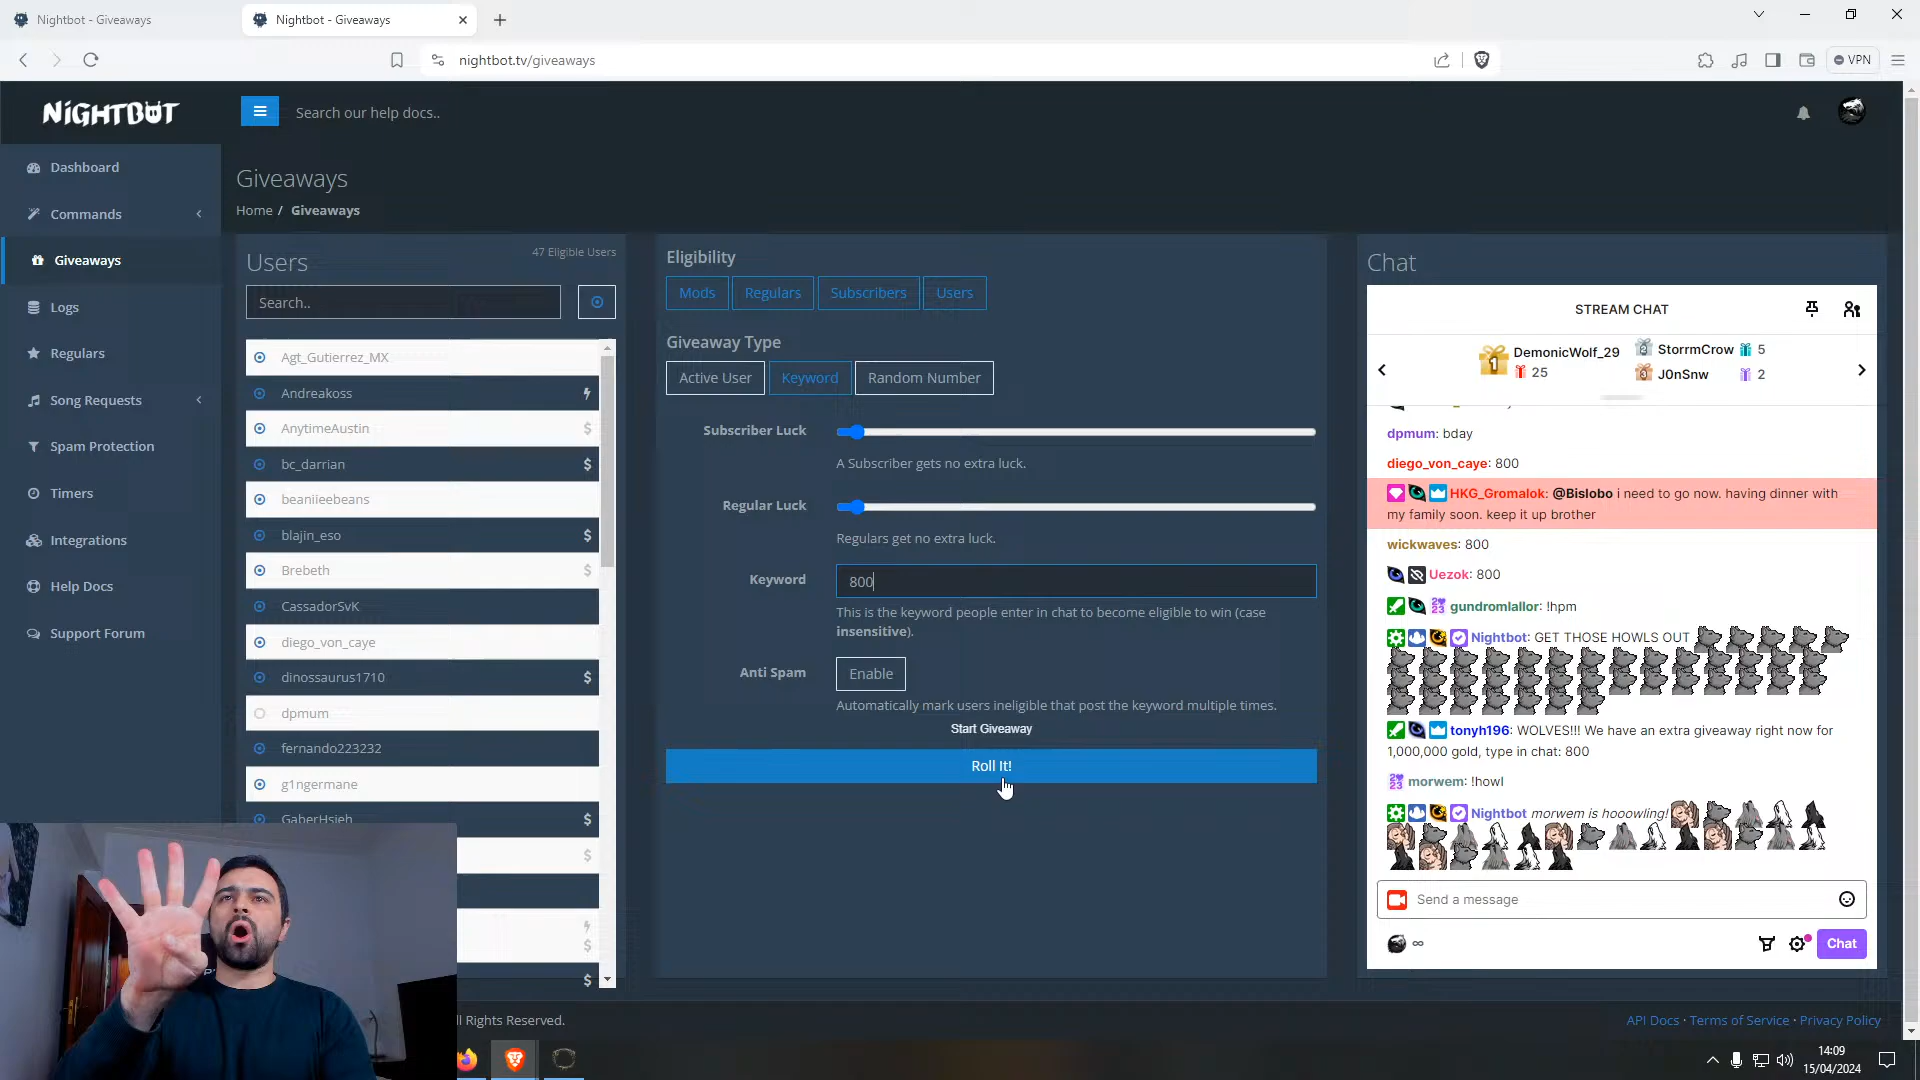 Nightbot - Giveaways
Nightbot - Giveaways
nightbot.tv/giveaways
VPN
NIGHTBOT
Search our help docs..
Dashboard
Commands
Giveaways
Logs
Regulars
Song Requests
Spam Protection
Timers
Integrations
Help Docs
Support Forum
Giveaways
Home / Giveaways
Users
47 Eligible Users
Search..
Agt_Gutierrez_MX
Andreakoss
AnytimeAustin $
bc_darrian $
beaniieebeans
blajin_eso $
Brebeth $
CassadorSvK
diego_von_caye
dinossaurus1710 $
dpmum
fernando223232
g1ngermane
GaberHsieh $
$
$
$
Eligibility
Mods Regulars Subscribers Users
Giveaway Type
Active User Keyword Random Number
Subscriber Luck
A Subscriber gets no extra luck.
Regular Luck
Regulars get no extra luck.
Keyword 800
This is the keyword people enter in chat to become eligible to win (case
insensitive).
Anti Spam Enable
Automatically mark users ineligible that post the keyword multiple times.
Start Giveaway
Roll It!
Chat
STREAM CHAT
1 DemonicWolf_29 25
2 StorrmCrow 5
3 J0nSnw 2
dpmum: bday
diego_von_caye: 800
HKG_Gromalok: @Bislobo i need to go now. having dinner with
my family soon. keep it up brother
wickwaves: 800
Uezok: 800
gundromlallor: !hpm
Nightbot: GET THOSE HOWLS OUT
tonyh196: WOLVES!!! We have an extra giveaway right now for
1,000,000 gold, type in chat: 800
morwem: !howl
Nightbot morwem is hooowling!
Send a message
∞
Chat
ll Rights Reserved.
API Docs · Terms of Service · Privacy Policy
14:09
15/04/2024